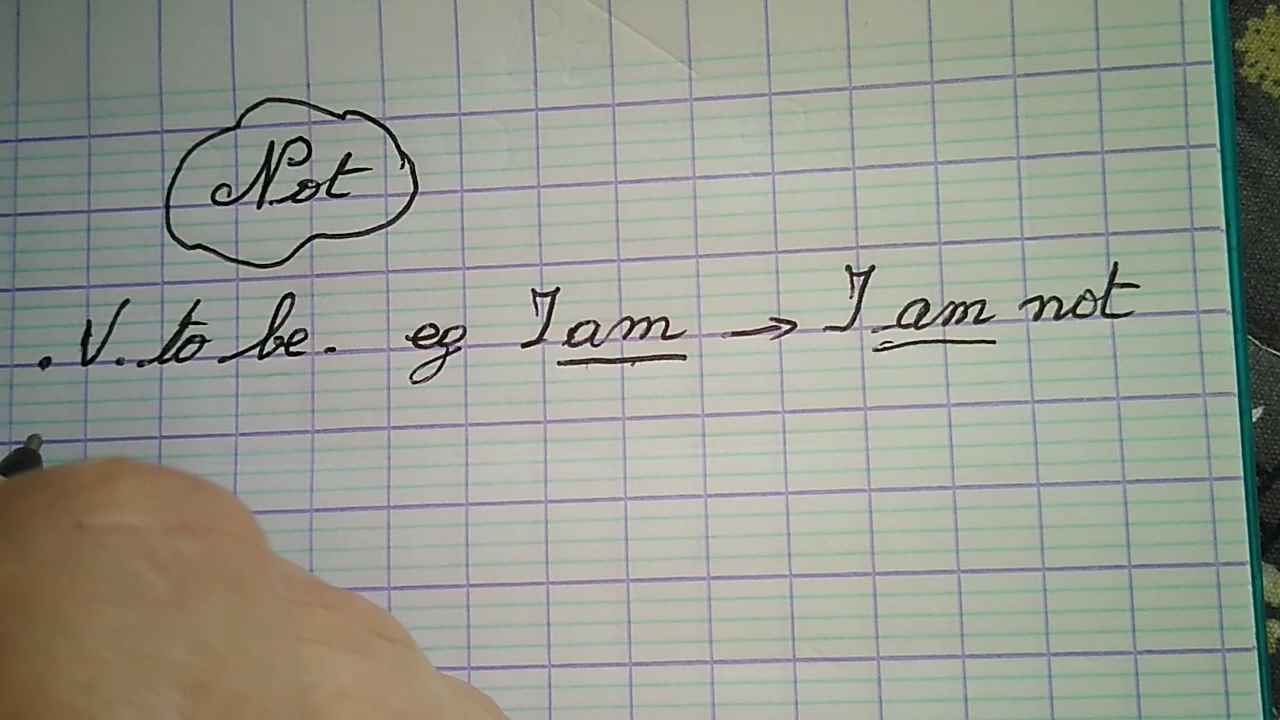 Not
. V. to be. eg I am → I am not